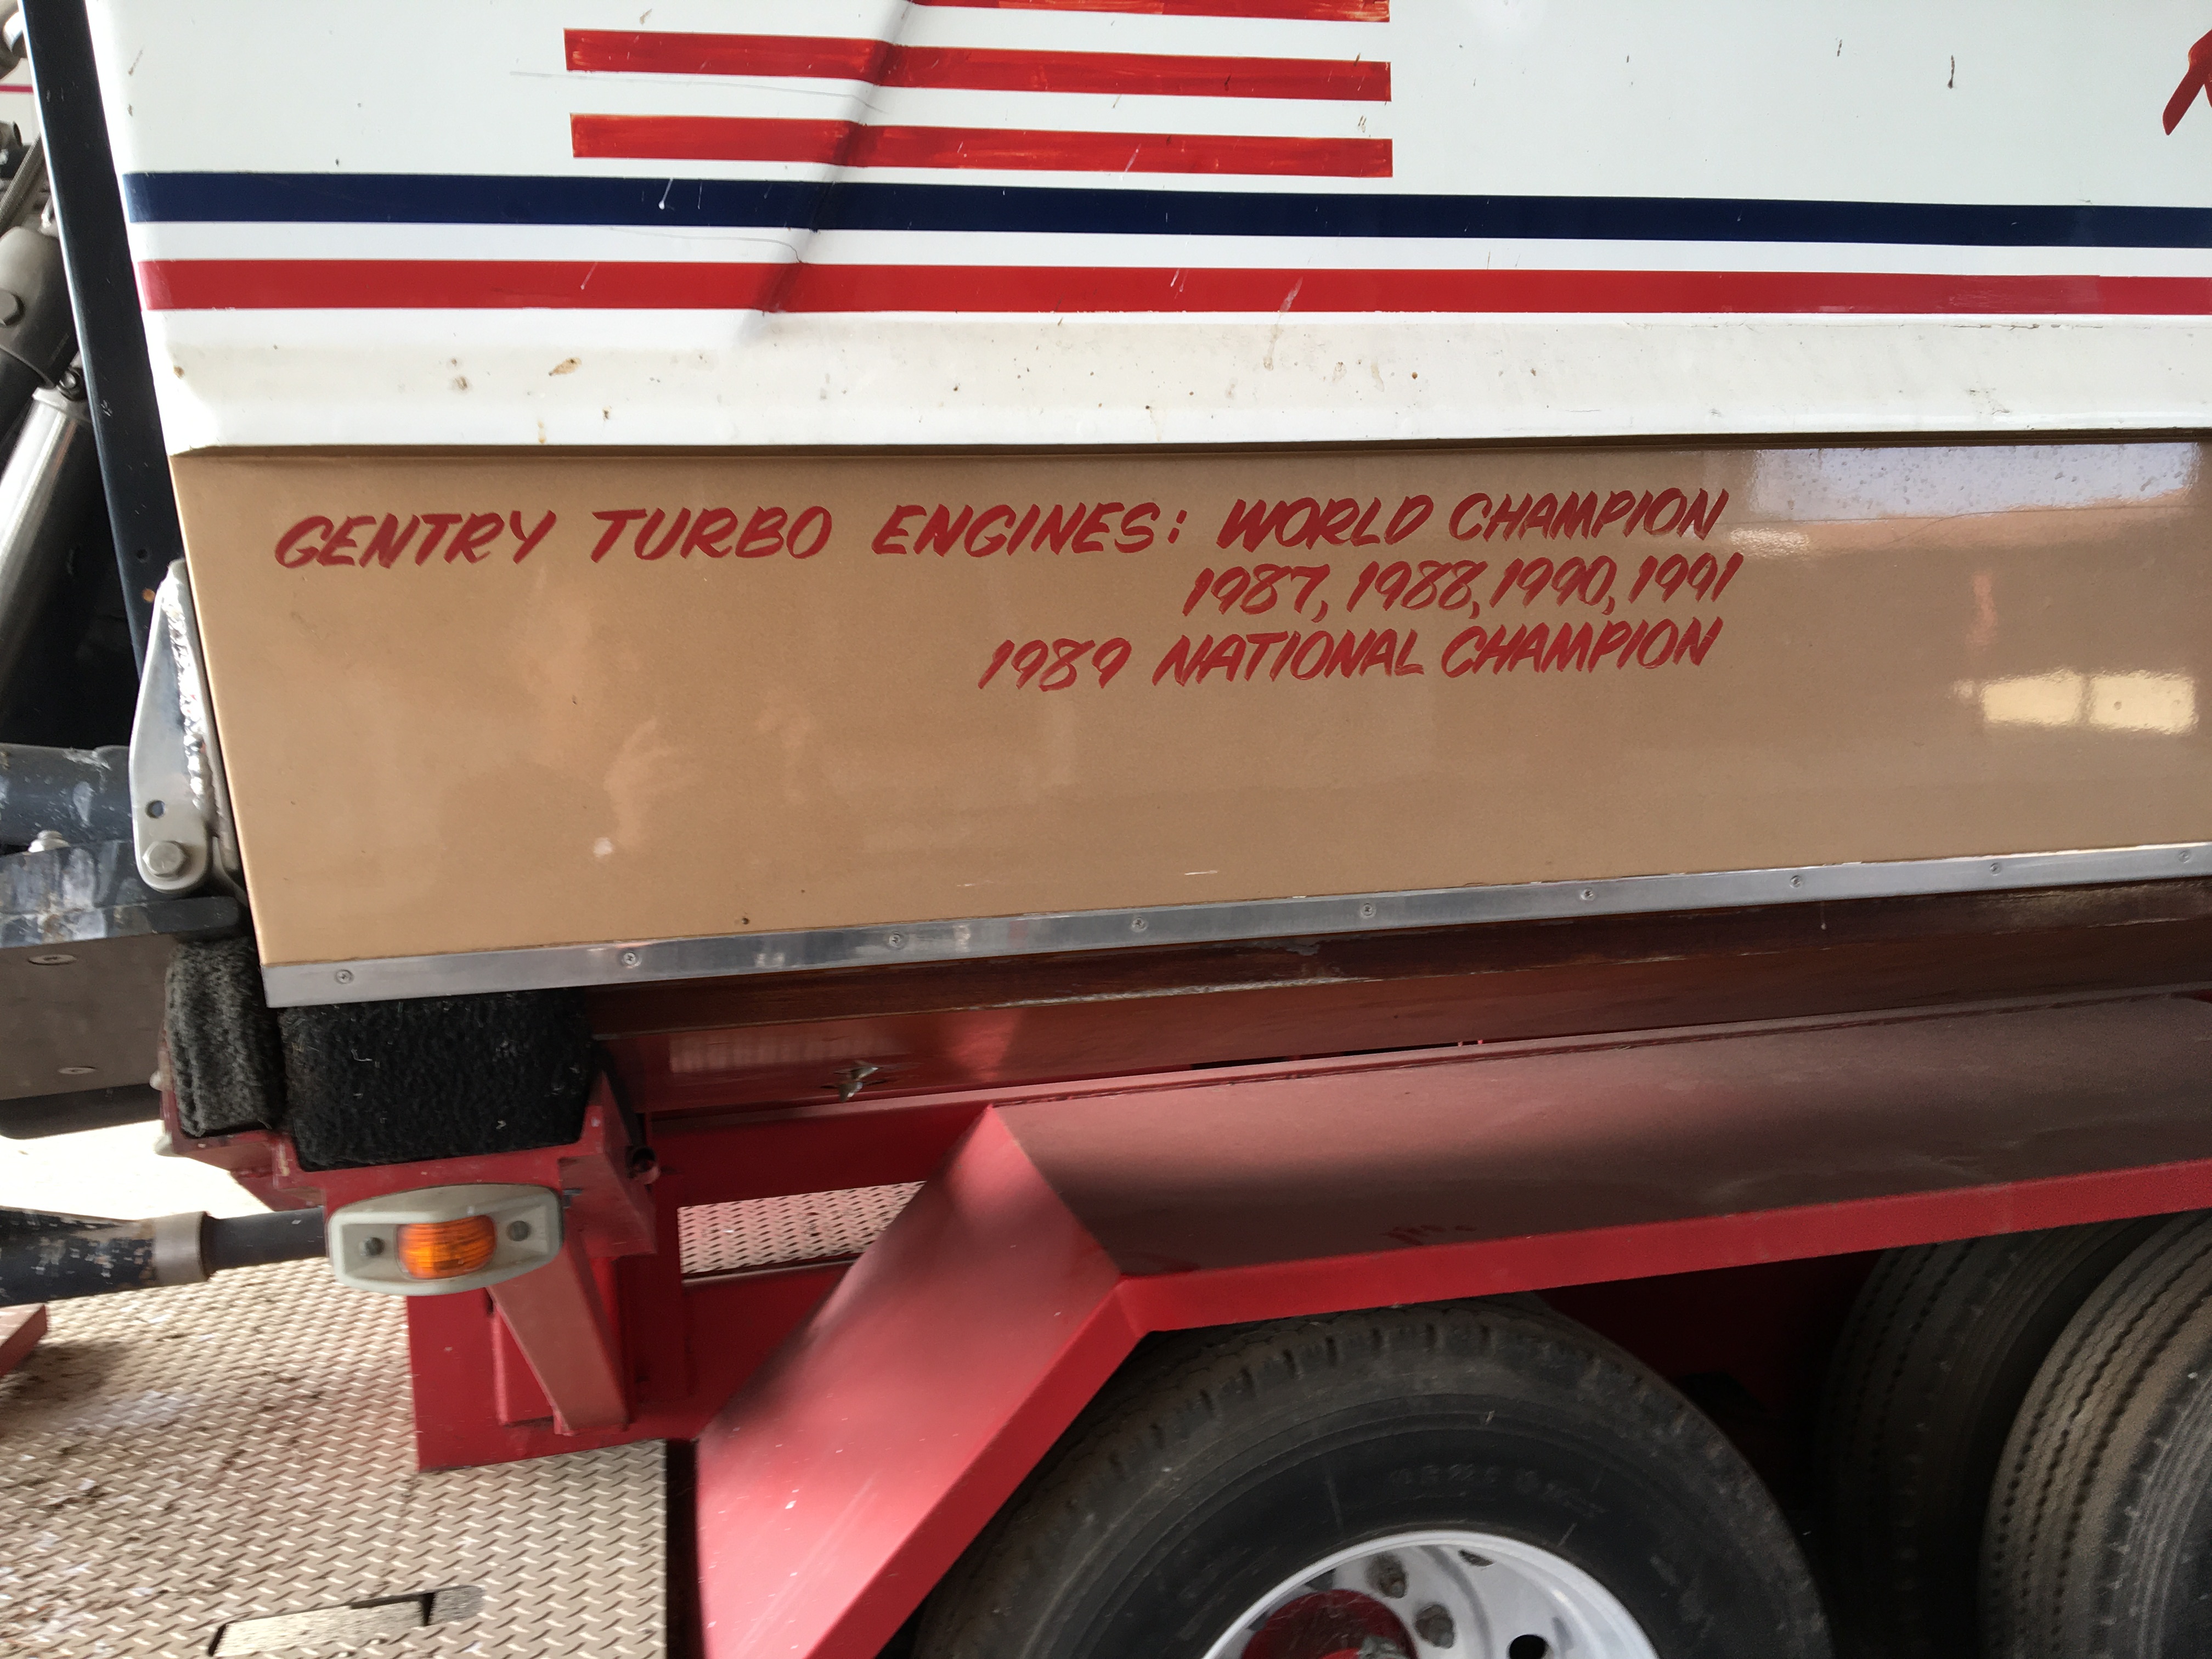 GENTRY TURBO ENGINES: WORLD CHAMPION
1987, 1988, 1990, 1991
1989 NATIONAL CHAMPION